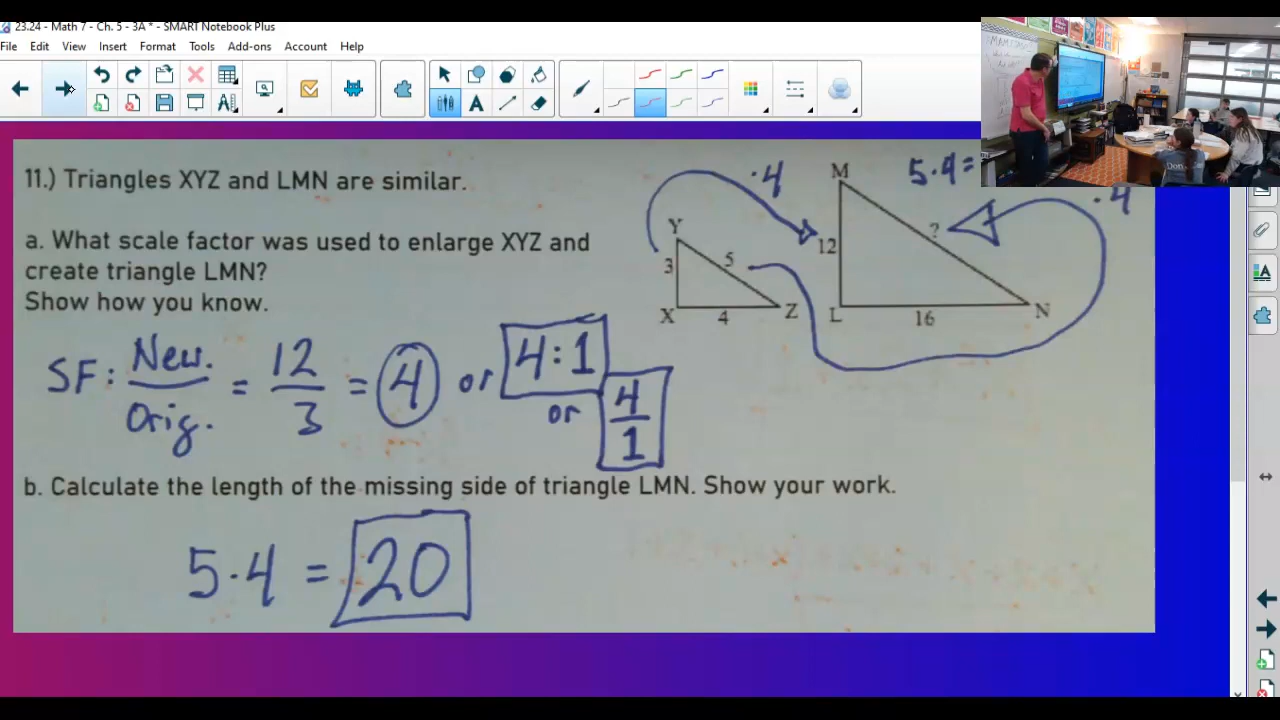 23.24 - Math 7 - Ch. 5 - 3A * - SMART Notebook Plus
File Edit View Insert Format Tools Add-ons Account Help
11.) Triangles XYZ and LMN are similar.
a. What scale factor was used to enlarge XYZ and
create triangle LMN?
Show how you know.
SF: New. / Orig. = 12/3 = 4 or 4:1
or 4/1
·4
M
5·4=
·4
Y
?
12
3
5
X
4
Z
L
16
N
b. Calculate the length of the missing side of triangle LMN. Show your work.
5·4 = 20